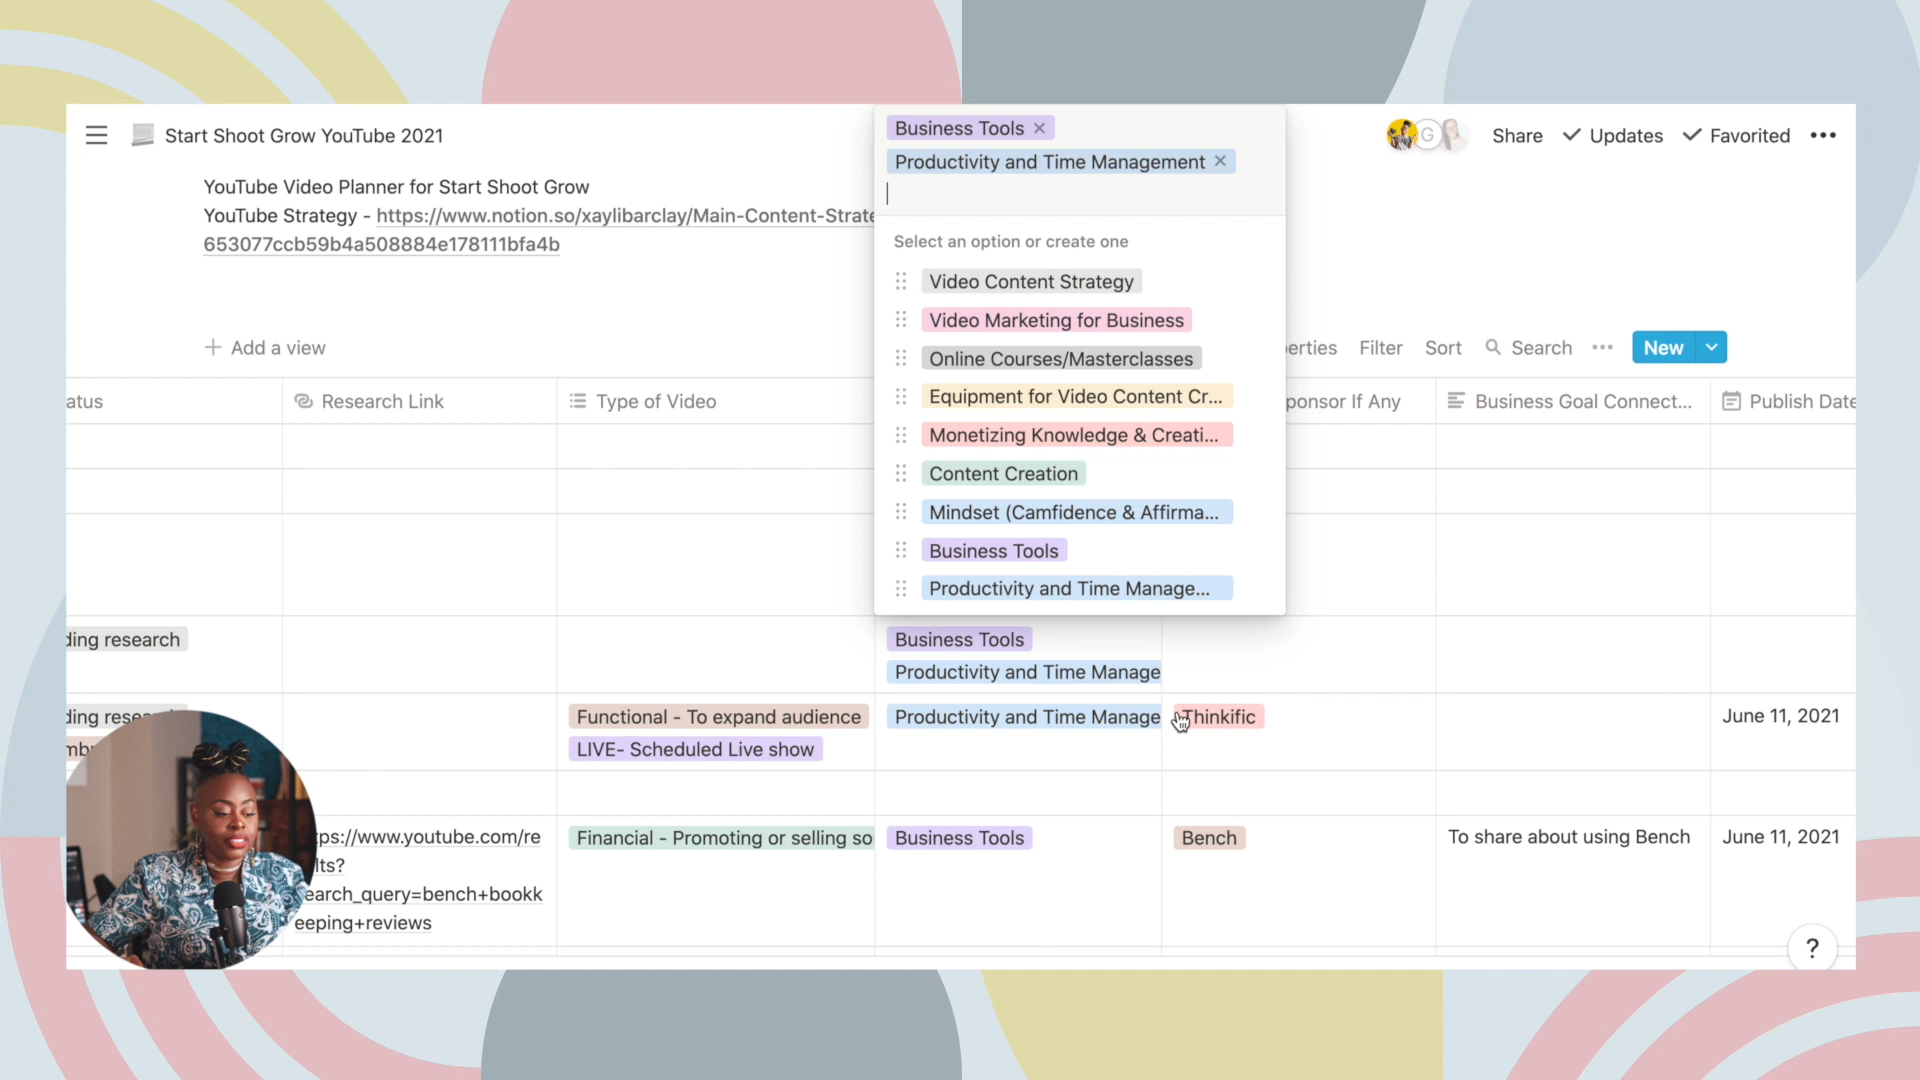 Start Shoot Grow YouTube 2021
Share
Updates
Favorited
YouTube Video Planner for Start Shoot Grow
YouTube Strategy - https://www.notion.so/xaylibarclay/Main-Content-Strate
653077ccb59b4a508884e178111bfa4b
Business Tools
Productivity and Time Management
Select an option or create one
Video Content Strategy
Video Marketing for Business
Online Courses/Masterclasses
Equipment for Video Content Cr...
Monetizing Knowledge & Creati...
Content Creation
Mindset (Camfidence & Affirma...
Business Tools
Productivity and Time Manage...
Add a view
erties
Filter
Sort
Search
New
atus
Research Link
Type of Video
ponsor If Any
Business Goal Connect...
Publish Date
ding research
Business Tools
Productivity and Time Manage
ding rese
Functional - To expand audience
LIVE- Scheduled Live show
Productivity and Time Manage
Thinkific
June 11, 2021
ps://www.youtube.com/re
lts?
earch_query=bench+bookk
eeping+reviews
Financial - Promoting or selling so
Business Tools
Bench
To share about using Bench
June 11, 2021
?